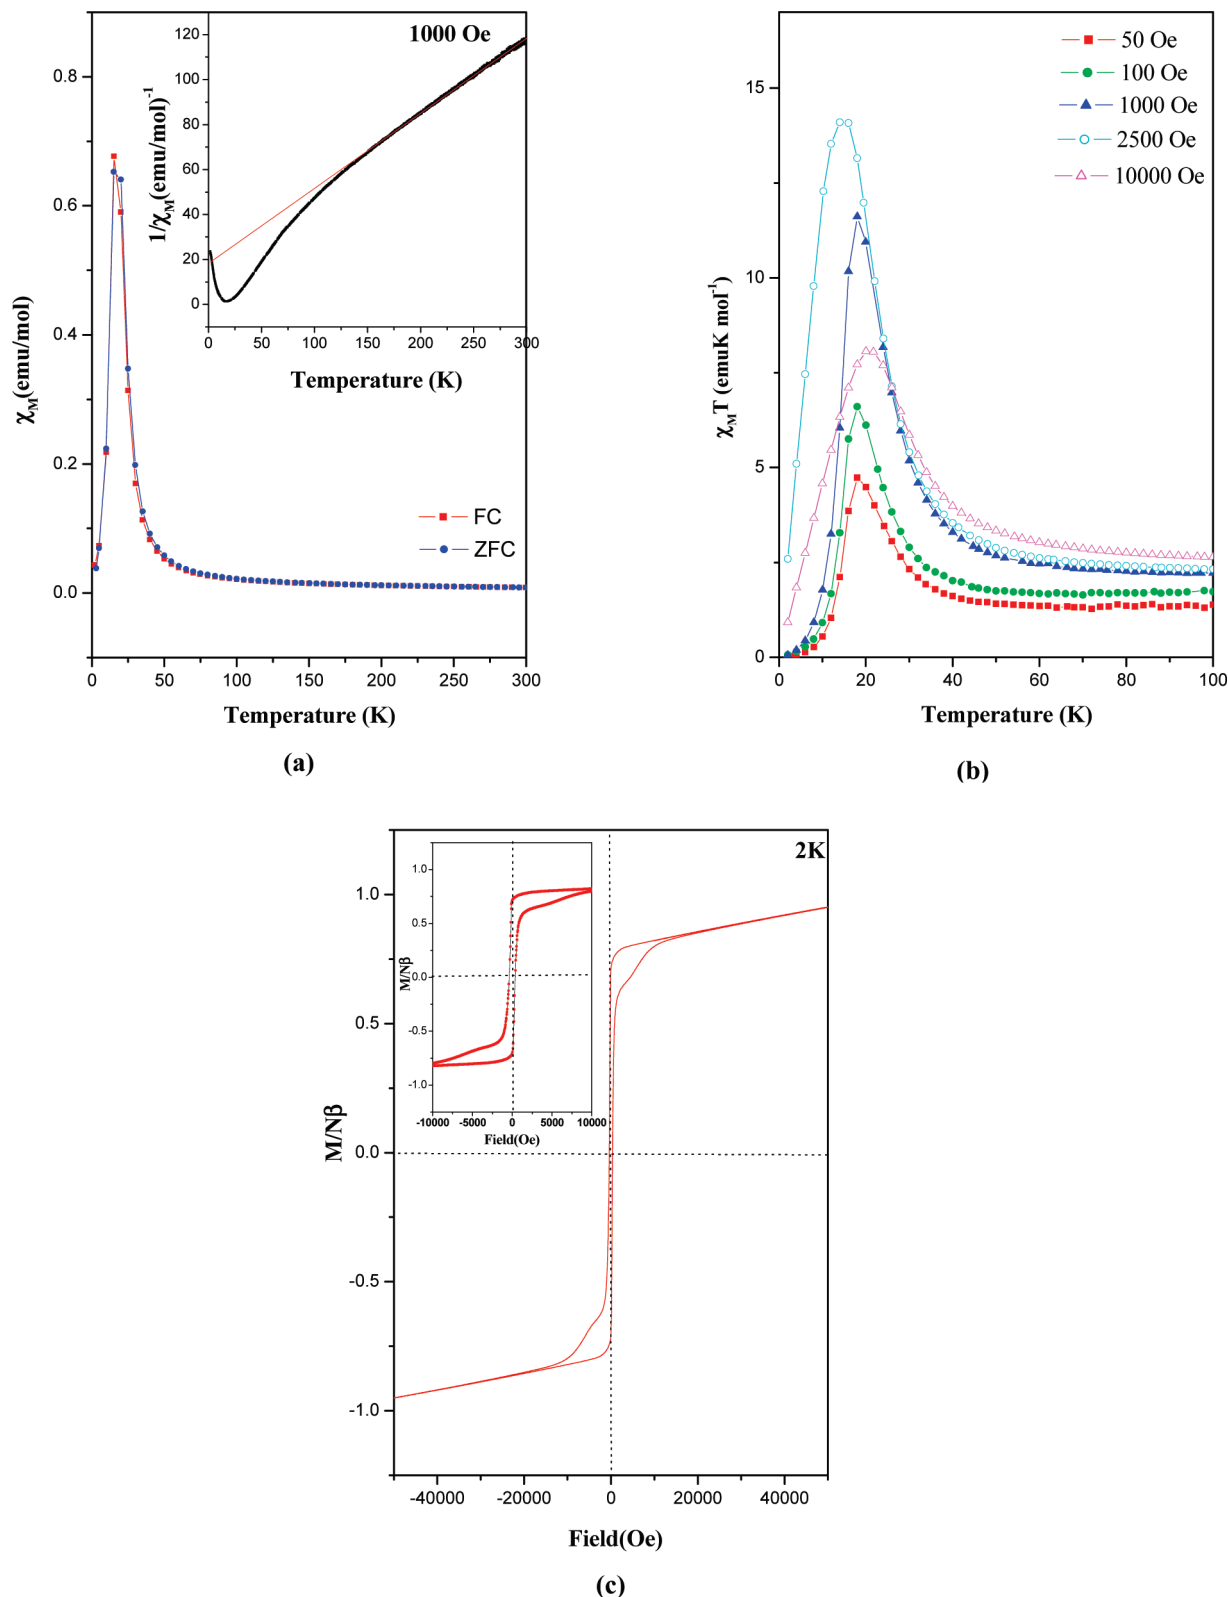 1000 Oe
120
100
80
60
40
20
0
1/χM(emu/mol)-1
0 50 100 150 200 250 300
Temperature (K)
0.8
0.6
0.4
0.2
0.0
χM(emu/mol)
FC
ZFC
0 50 100 150 200 250 300
Temperature (K)
(a)
50 Oe
100 Oe
1000 Oe
2500 Oe
10000 Oe
15
10
5
0
χMT (emuK mol-1)
0 20 40 60 80 100
Temperature (K)
(b)
2K
1.0
0.5
0.0
-0.5
-1.0
M/Nβ
-10000 -5000 0 5000 10000
Field(Oe)
1.0
0.5
0.0
-0.5
-1.0
M/Nβ
-40000 -20000 0 20000 40000
Field(Oe)
(c)